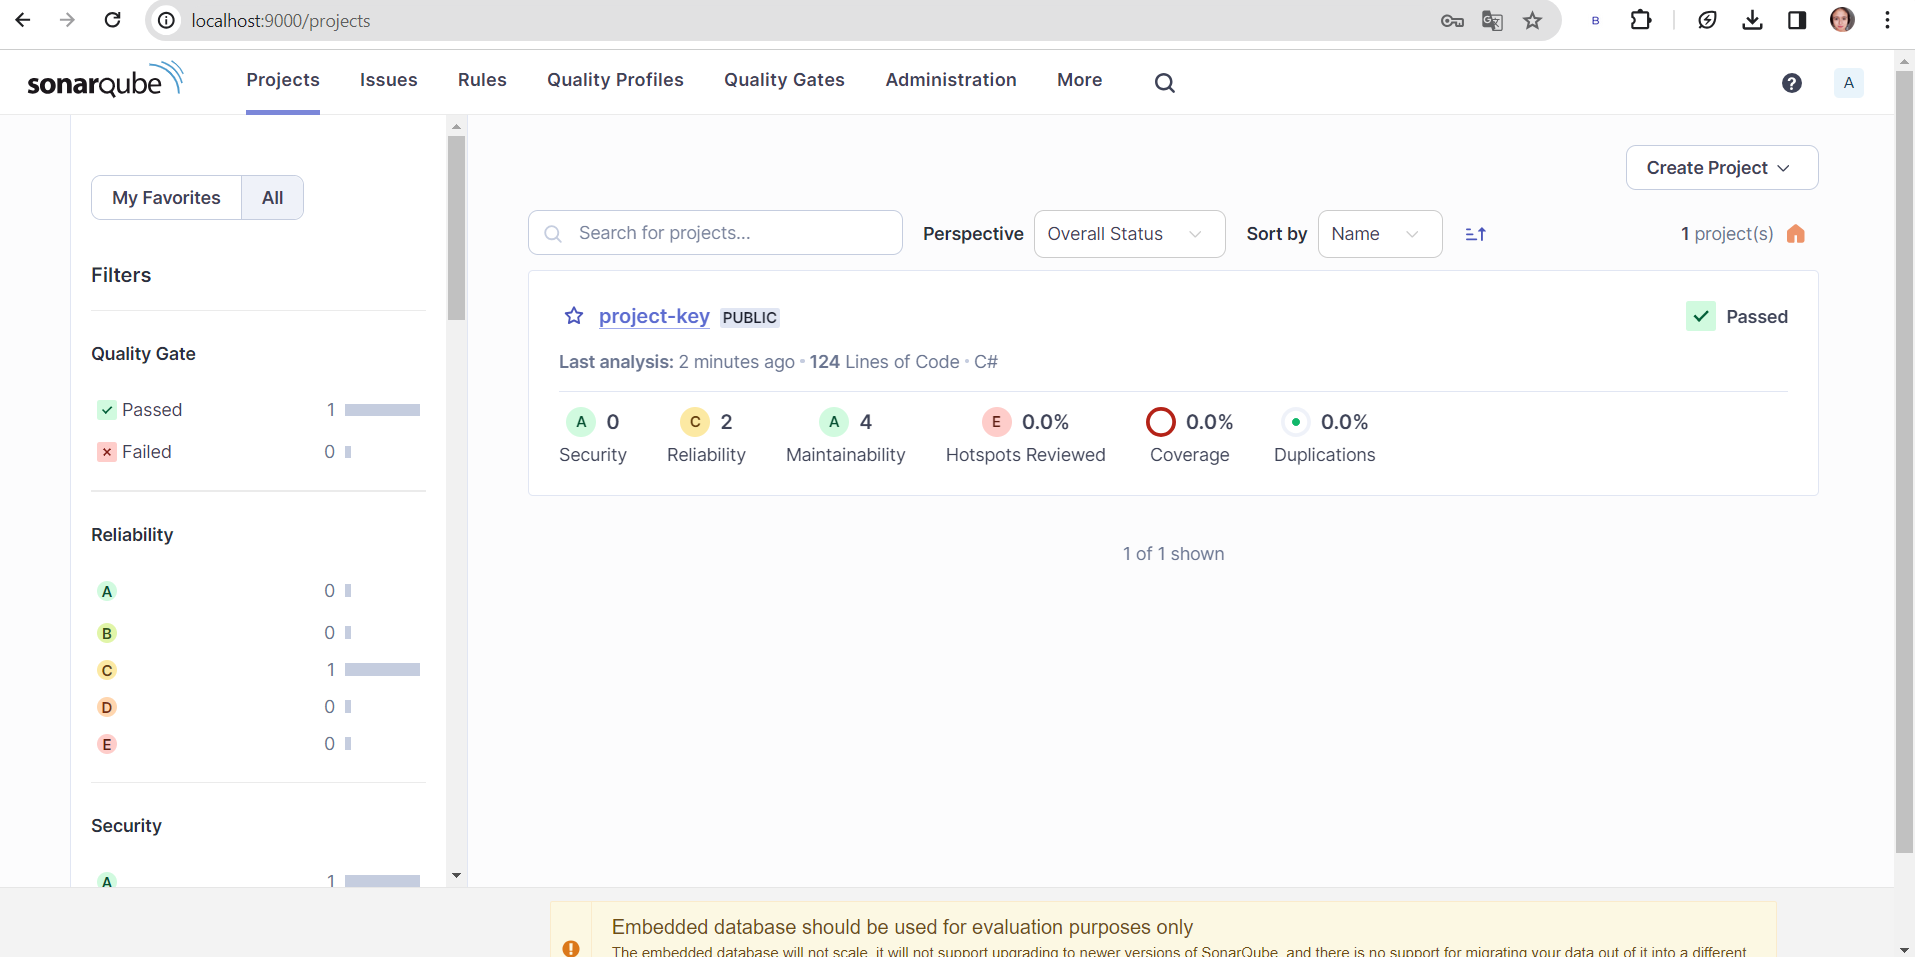 localhost:9000/projects
B
sonarqube
Projects Issues Rules Quality Profiles Quality Gates Administration More
? A
My Favorites All
Filters
Quality Gate
Passed 1
Failed 0
Reliability
A 0
B 0
C 1
D 0
E 0
Security
A 1
Create Project
Search for projects...
Perspective Overall Status Sort by Name 1 project(s)
project-key PUBLIC Passed
Last analysis: 2 minutes ago • 124 Lines of Code • C#
A 0 C 2 A 4 E 0.0% 0.0% 0.0%
Security Reliability Maintainability Hotspots Reviewed Coverage Duplications
1 of 1 shown
Embedded database should be used for evaluation purposes only
The embedded database will not scale, it will not support upgrading to newer versions of SonarQube, and there is no support for migrating your data out of it into a different